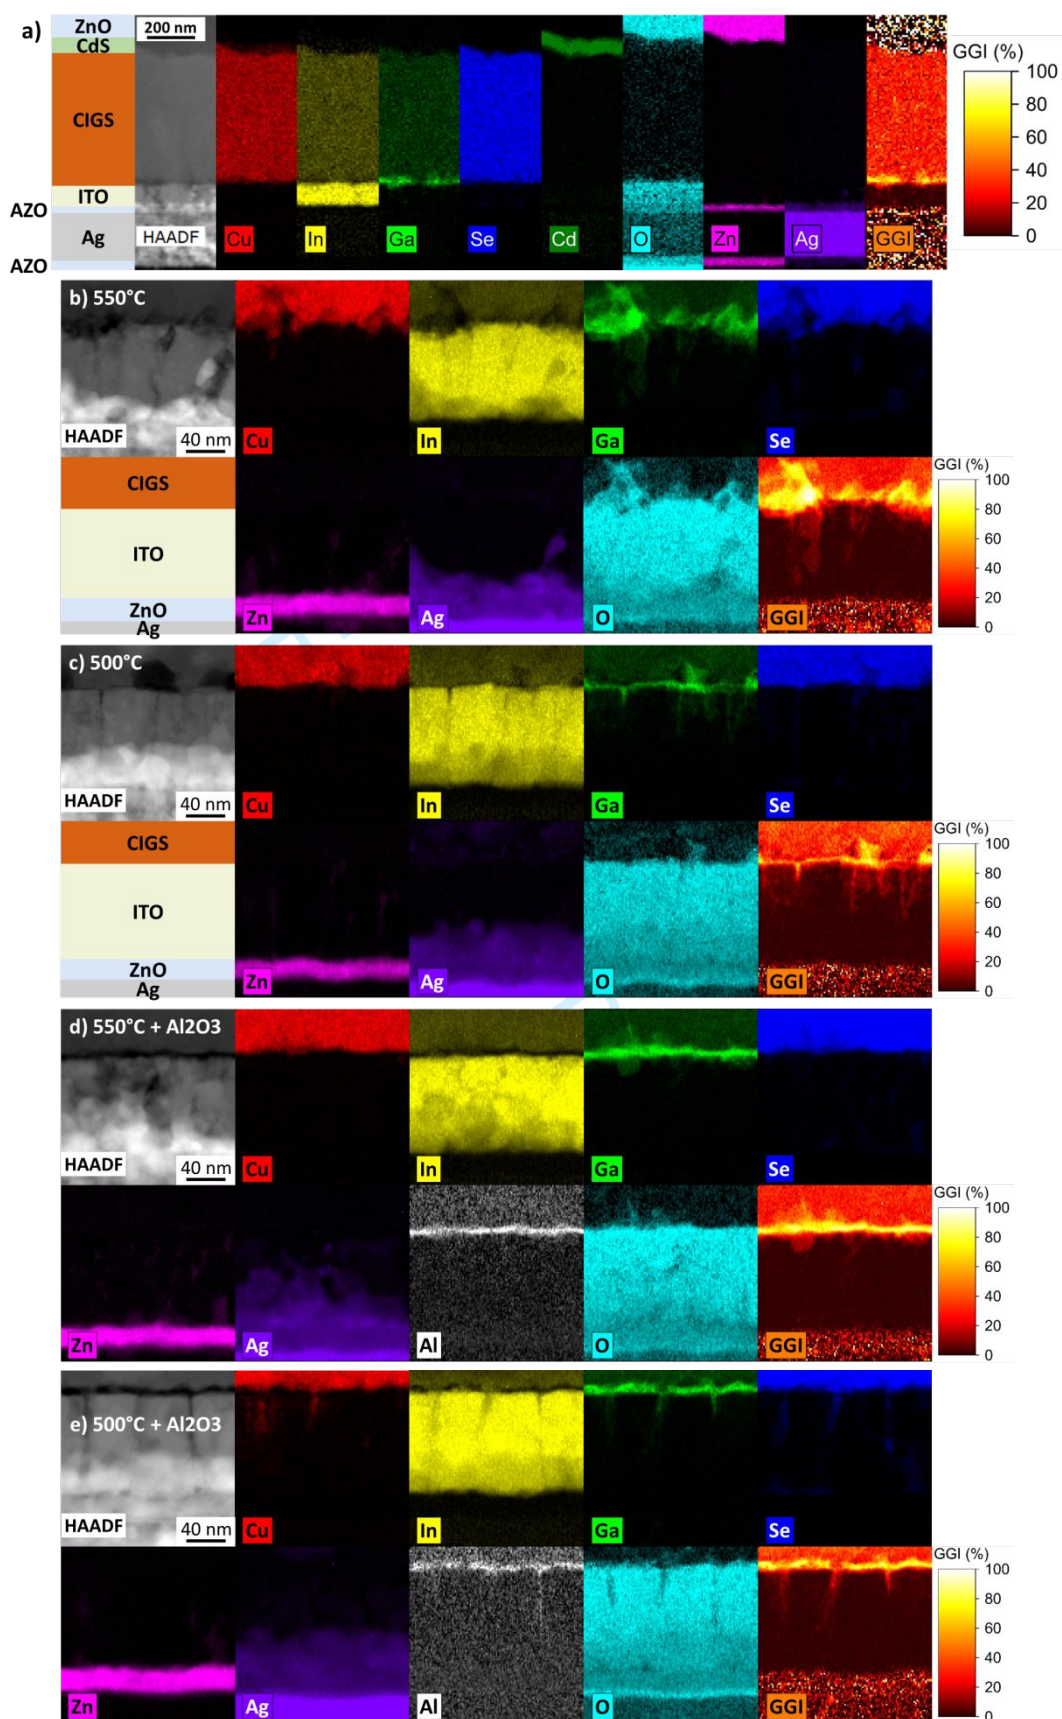 a)
ZnO
CdS
CIGS
ITO
AZO
Ag
AZO
200 nm
HAADF
Cu
In
Ga
Se
Cd
O
Zn
Ag
GGI
GGI (%)
100
80
60
40
20
0
b) 550°C
HAADF
40 nm
Cu
In
Ga
Se
CIGS
ITO
ZnO
Ag
Zn
Ag
O
GGI
GGI (%)
100
80
60
40
20
0
c) 500°C
HAADF
40 nm
Cu
In
Ga
Se
CIGS
ITO
ZnO
Ag
Zn
Ag
O
GGI
GGI (%)
100
80
60
40
20
0
d) 550°C + Al2O3
HAADF
40 nm
Cu
In
Ga
Se
Zn
Ag
Al
O
GGI
GGI (%)
100
80
60
40
20
0
e) 500°C + Al2O3
HAADF
40 nm
Cu
In
Ga
Se
Zn
Ag
Al
O
GGI
GGI (%)
100
80
60
40
20
0